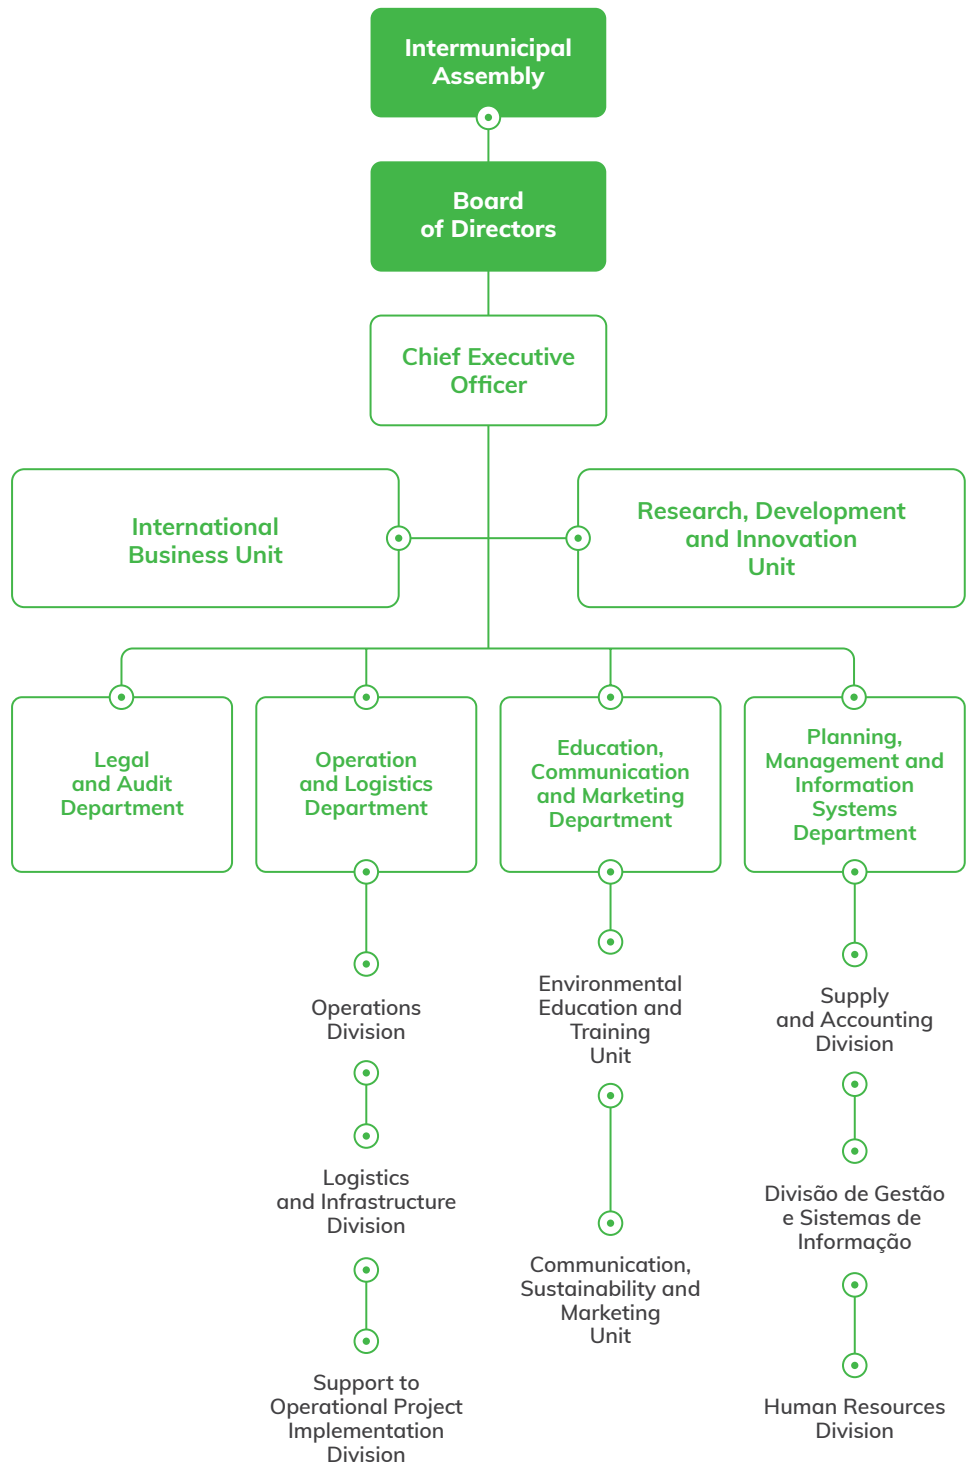 Intermunicipal
Assembly
Board
of Directors
Chief Executive
Officer
International
Business Unit
Research, Development
and Innovation
Unit
Legal
and Audit
Department
Operation
and Logistics
Department
Education,
Communication
and Marketing
Department
Planning,
Management and
Information
Systems
Department
Operations
Division
Logistics
and Infrastructure
Division
Support to
Operational Project
Implementation
Division
Environmental
Education and
Training
Unit
Communication,
Sustainability and
Marketing
Unit
Supply
and Accounting
Division
Divisão de Gestão
e Sistemas de
Informação
Human Resources
Division